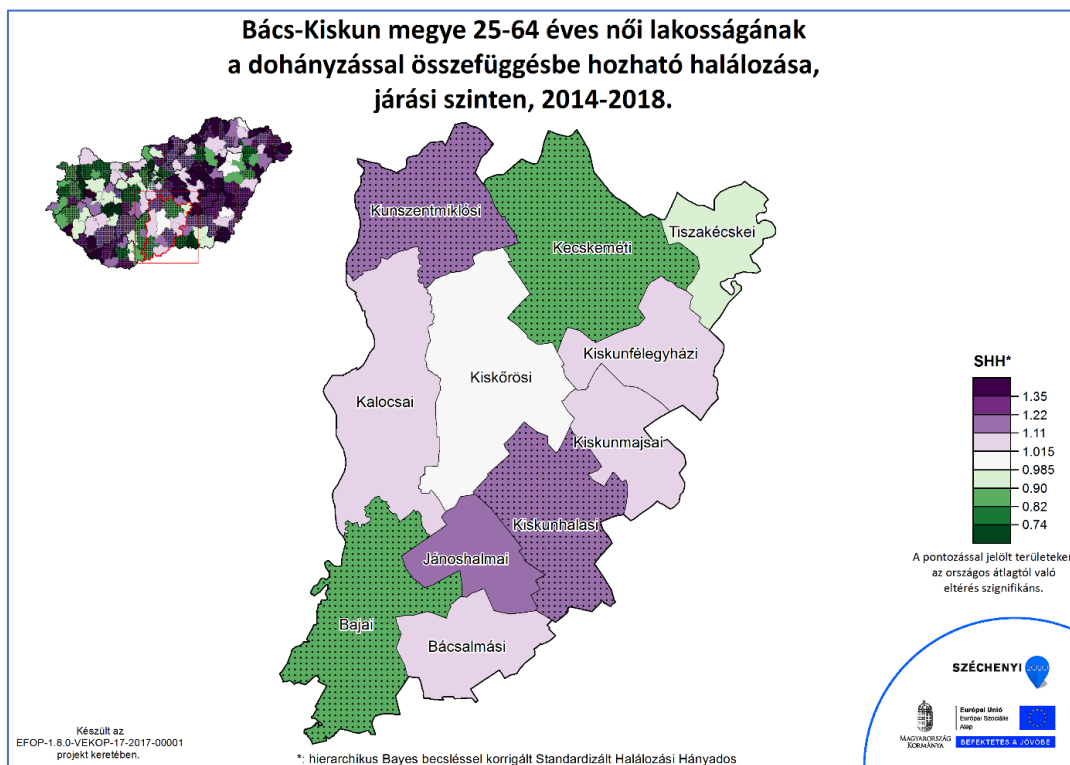 Bács-Kiskun megye 25-64 éves női lakosságának
a dohányzással összefüggésbe hozható halálozása,
járási szinten, 2014-2018.
Kunszentmiklósi
Kecskeméti
Tiszakécskei
Kiskunfélegyházi
Kiskőrösi
Kalocsai
Kiskunmajsai
Kiskunhalasi
Jánoshalmai
Bajai
Bácsalmási
SHH*
1.35
1.22
1.11
1.015
0.985
0.90
0.82
0.74
A pontozással jelölt területeken
az országos átlagtól való
eltérés szignifikáns.
SZÉCHENYI 2020
MAGYARORSZÁG
KORMÁNYA
Európai Unió
Európai Szociális
Alap
BEFEKTETÉS A JÖVŐBE
Készült az
EFOP-1.8.0-VEKOP-17-2017-00001
projekt keretében.
*: hierarchikus Bayes becsléssel korrigált Standardizált Halálozási Hányados